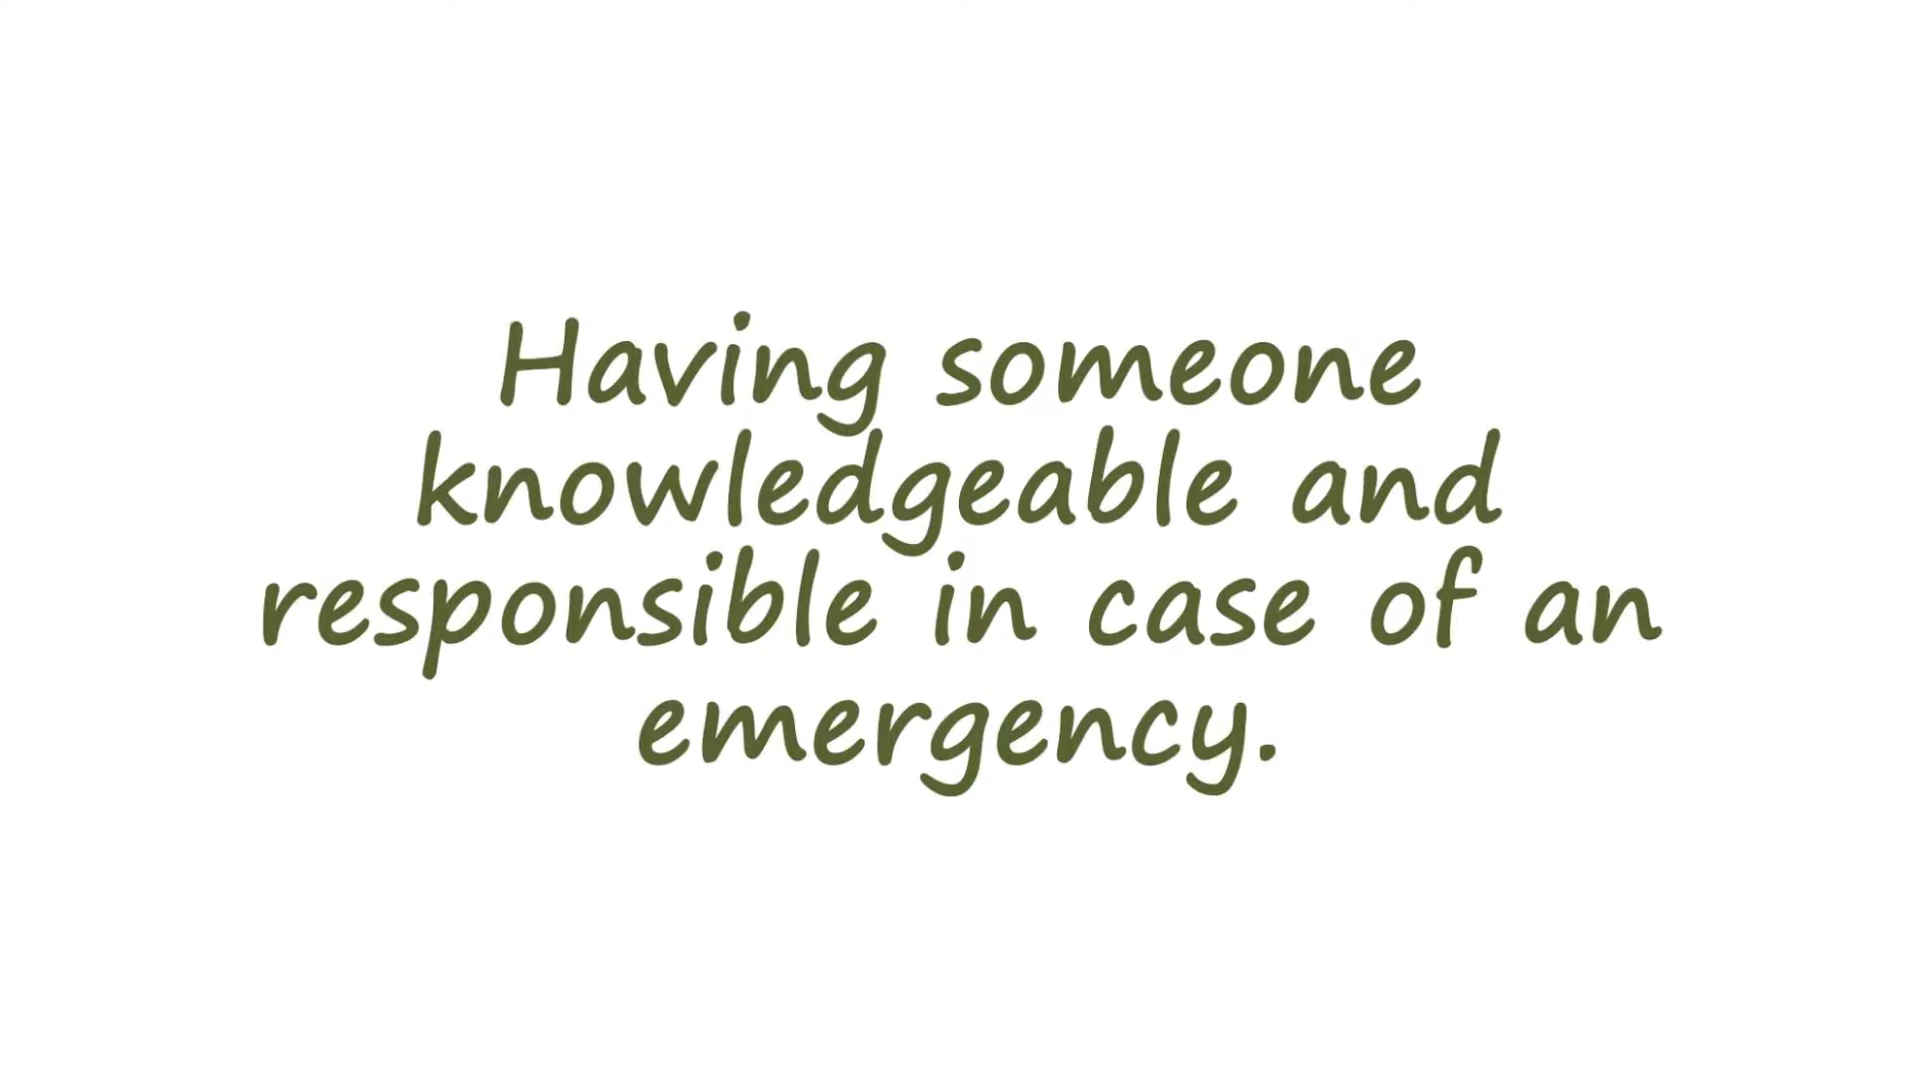 Having someone
knowledgeable and
responsible in case of an
emergency.